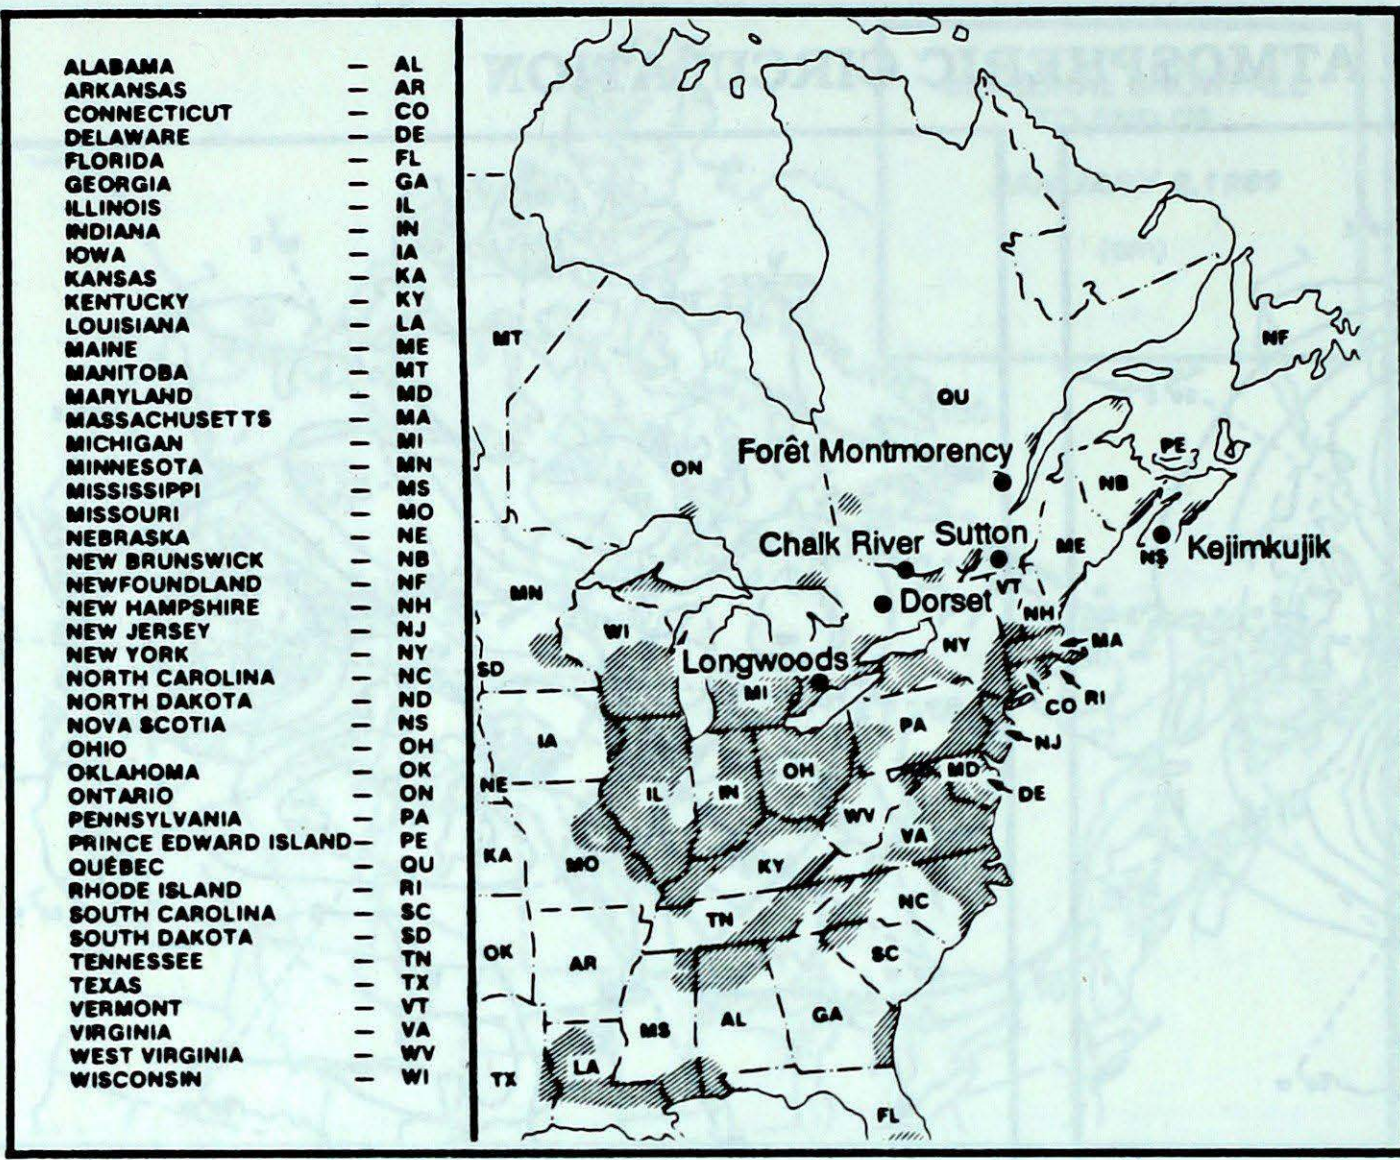 ALABAMA – AL
ARKANSAS – AR
CONNECTICUT – CO
DELAWARE – DE
FLORIDA – FL
GEORGIA – GA
ILLINOIS – IL
INDIANA – IN
IOWA – IA
KANSAS – KA
KENTUCKY – KY
LOUISIANA – LA
MAINE – ME
MANITOBA – MT
MARYLAND – MD
MASSACHUSETTS – MA
MICHIGAN – MI
MINNESOTA – MN
MISSISSIPPI – MS
MISSOURI – MO
NEBRASKA – NE
NEW BRUNSWICK – NB
NEWFOUNDLAND – NF
NEW HAMPSHIRE – NH
NEW JERSEY – NJ
NEW YORK – NY
NORTH CAROLINA – NC
NORTH DAKOTA – ND
NOVA SCOTIA – NS
OHIO – OH
OKLAHOMA – OK
ONTARIO – ON
PENNSYLVANIA – PA
PRINCE EDWARD ISLAND – PE
QUÉBEC – QU
RHODE ISLAND – RI
SOUTH CAROLINA – SC
SOUTH DAKOTA – SD
TENNESSEE – TN
TEXAS – TX
VERMONT – VT
VIRGINIA – VA
WEST VIRGINIA – WV
WISCONSIN – WI
MT
NF
QU
Forêt Montmorency
PE
ON
NB
Chalk River
Sutton
ME
NS
Kejimkujik
MN
Dorset
VT
NH
WI
NY
MA
SD
Longwoods
MI
CO
RI
IA
PA
NJ
NE
IL
IN
OH
MD
DE
WV
VA
KA
MO
KY
TN
NC
OK
AR
SC
MS
AL
GA
TX
LA
FL
ATMOSPHERIC CIRCULATION